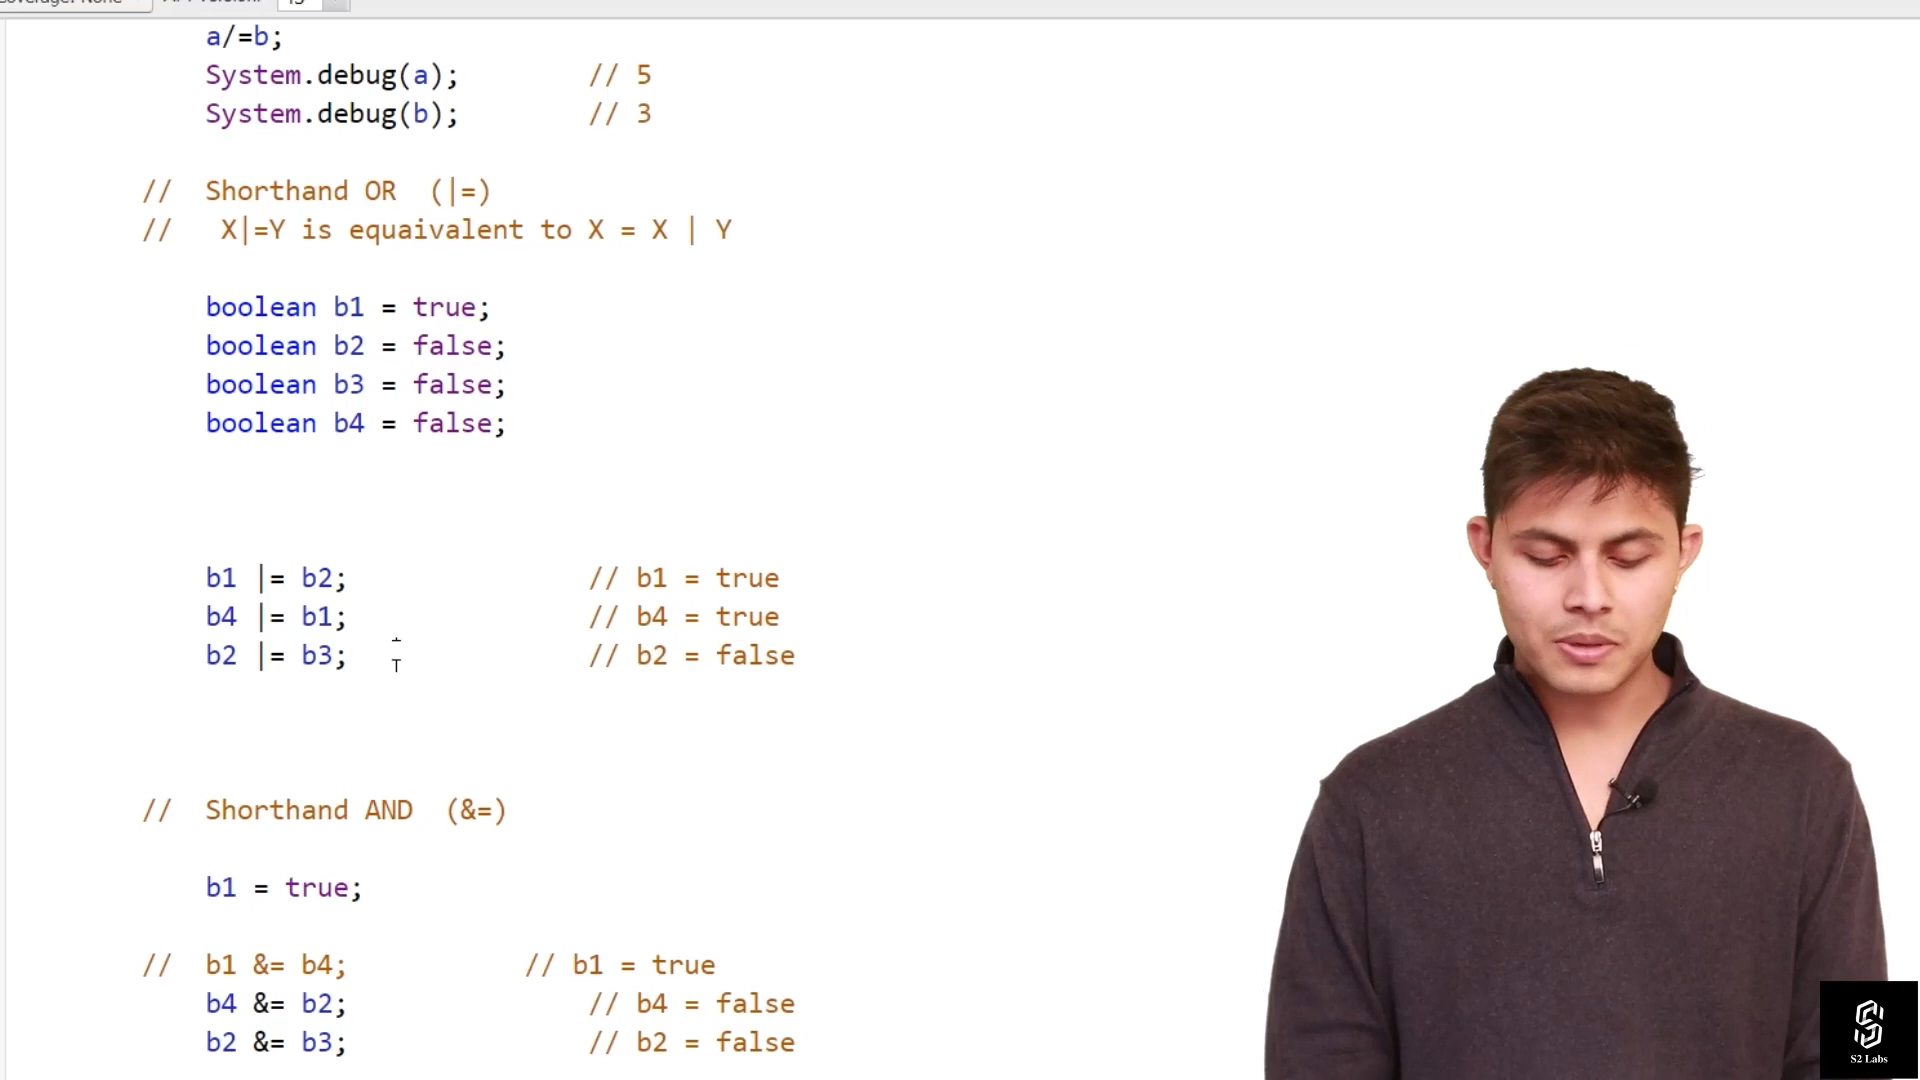 a/=b;
System.debug(a); // 5
System.debug(b); // 3
// Shorthand OR (|=)
// X|=Y is equaivalent to X = X | Y
boolean b1 = true;
boolean b2 = false;
boolean b3 = false;
boolean b4 = false;
b1 |= b2; // b1 = true
b4 |= b1; // b4 = true
b2 |= b3; // b2 = false
// Shorthand AND (&=)
b1 = true;
// b1 &= b4; // b1 = true
b4 &= b2; // b4 = false
b2 &= b3; // b2 = false
S2 Labs